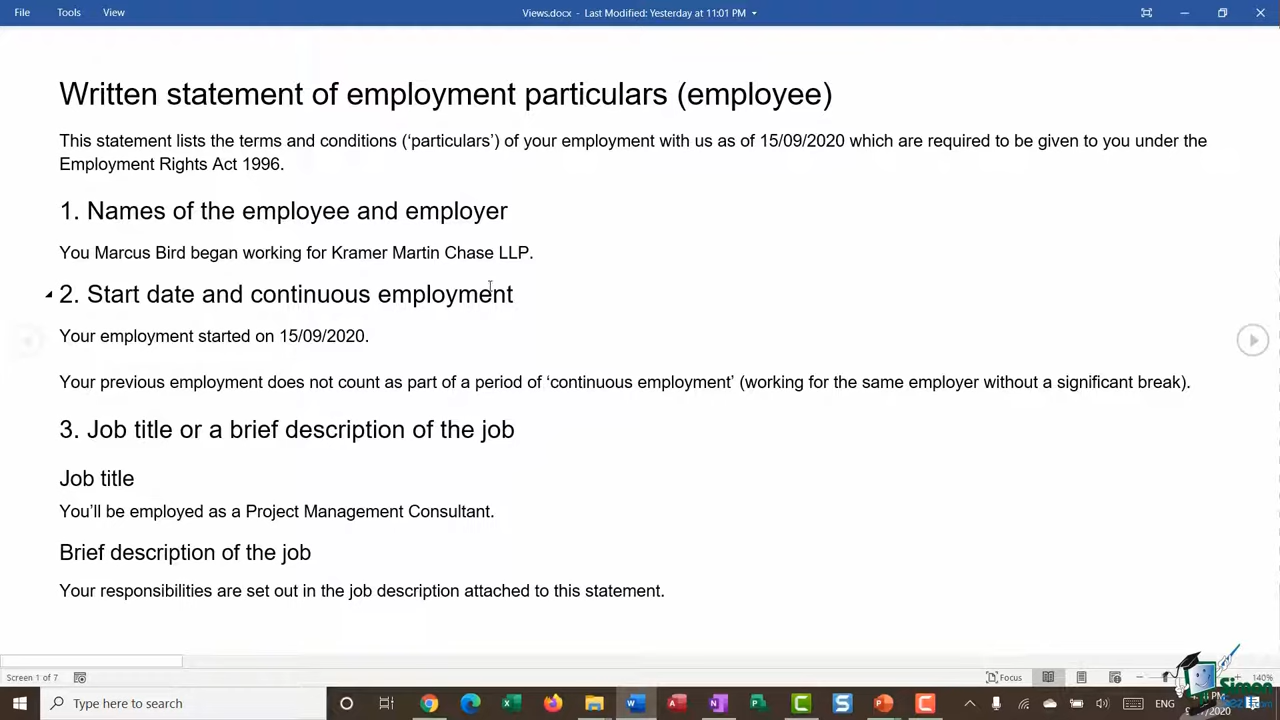 File Tools View Views.docx - Last Modified: Yesterday at 11:01 PM
Written statement of employment particulars (employee)
This statement lists the terms and conditions (‘particulars’) of your employment with us as of 15/09/2020 which are required to be given to you under the
Employment Rights Act 1996.
1. Names of the employee and employer
You Marcus Bird began working for Kramer Martin Chase LLP.
2. Start date and continuous employment
Your employment started on 15/09/2020.
Your previous employment does not count as part of a period of ‘continuous employment’ (working for the same employer without a significant break).
3. Job title or a brief description of the job
Job title
You’ll be employed as a Project Management Consultant.
Brief description of the job
Your responsibilities are set out in the job description attached to this statement.
Screen 1 of 7 Focus 140%
Type here to search ENG